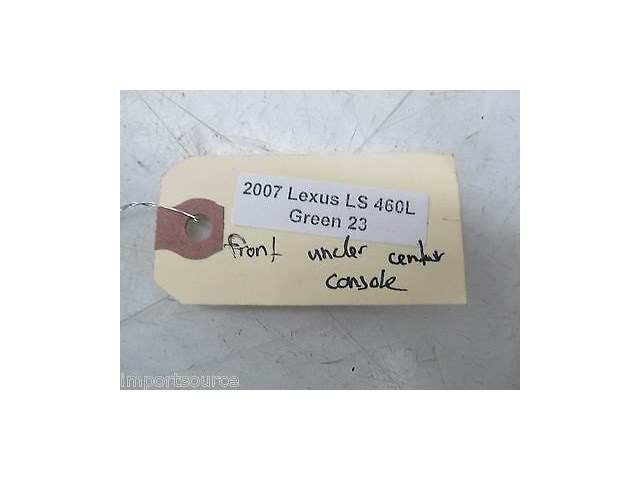 2007 Lexus LS 460L
Green 23
front under center
console
importsource